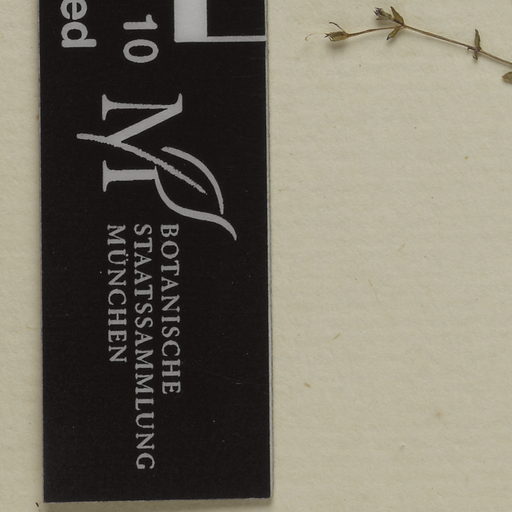 ed
10
M
BOTANISCHE
STAATSSAMMLUNG
MÜNCHEN